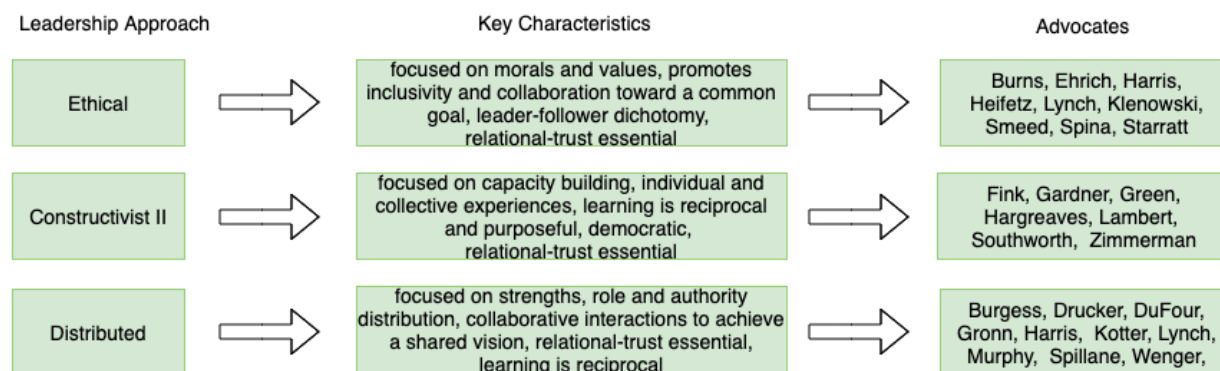 Leadership Approach
Key Characteristics
Advocates
Ethical
focused on morals and values, promotes
inclusivity and collaboration toward a common
goal, leader-follower dichotomy,
relational-trust essential
Burns, Ehrich, Harris,
Heifetz, Lynch, Klenowski,
Smeed, Spina, Starratt
Constructivist II
focused on capacity building, individual and
collective experiences, learning is reciprocal
and purposeful, democratic,
relational-trust essential
Fink, Gardner, Green,
Hargreaves, Lambert,
Southworth, Zimmerman
Distributed
focused on strengths, role and authority
distribution, collaborative interactions to achieve
a shared vision, relational-trust essential,
learning is reciprocal
Burgess, Drucker, DuFour,
Gronn, Harris, Kotter, Lynch,
Murphy, Spillane, Wenger,